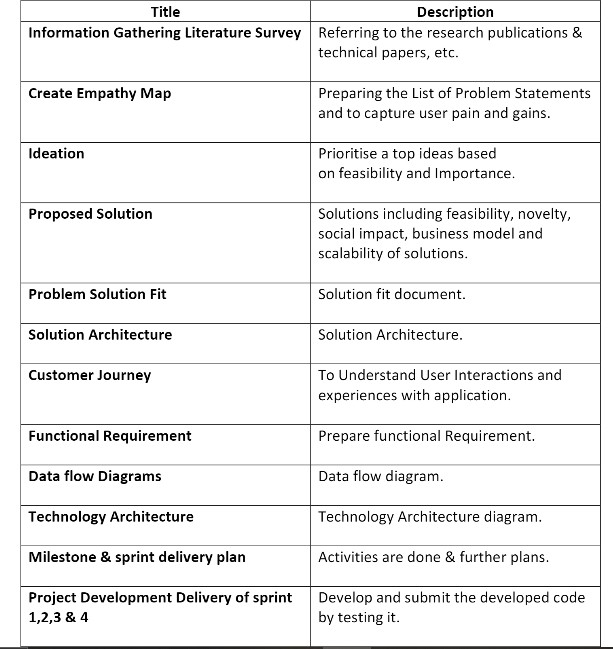 Title Description
Information Gathering Literature Survey Referring to the research publications &
technical papers, etc.
Create Empathy Map Preparing the List of Problem Statements
and to capture user pain and gains.
Ideation Prioritise a top ideas based
on feasibility and Importance.
Proposed Solution Solutions including feasibility, novelty,
social impact, business model and
scalability of solutions.
Problem Solution Fit Solution fit document.
Solution Architecture Solution Architecture.
Customer Journey To Understand User Interactions and
experiences with application.
Functional Requirement Prepare functional Requirement.
Data flow Diagrams Data flow diagram.
Technology Architecture Technology Architecture diagram.
Milestone & sprint delivery plan Activities are done & further plans.
Project Development Delivery of sprint Develop and submit the developed code
1,2,3 & 4 by testing it.